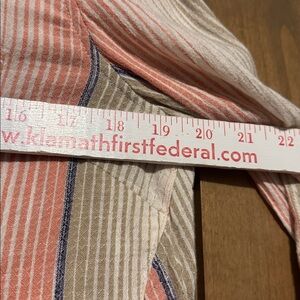 16 17 18 19 20 21 22
w.klamathfirstfederal.com